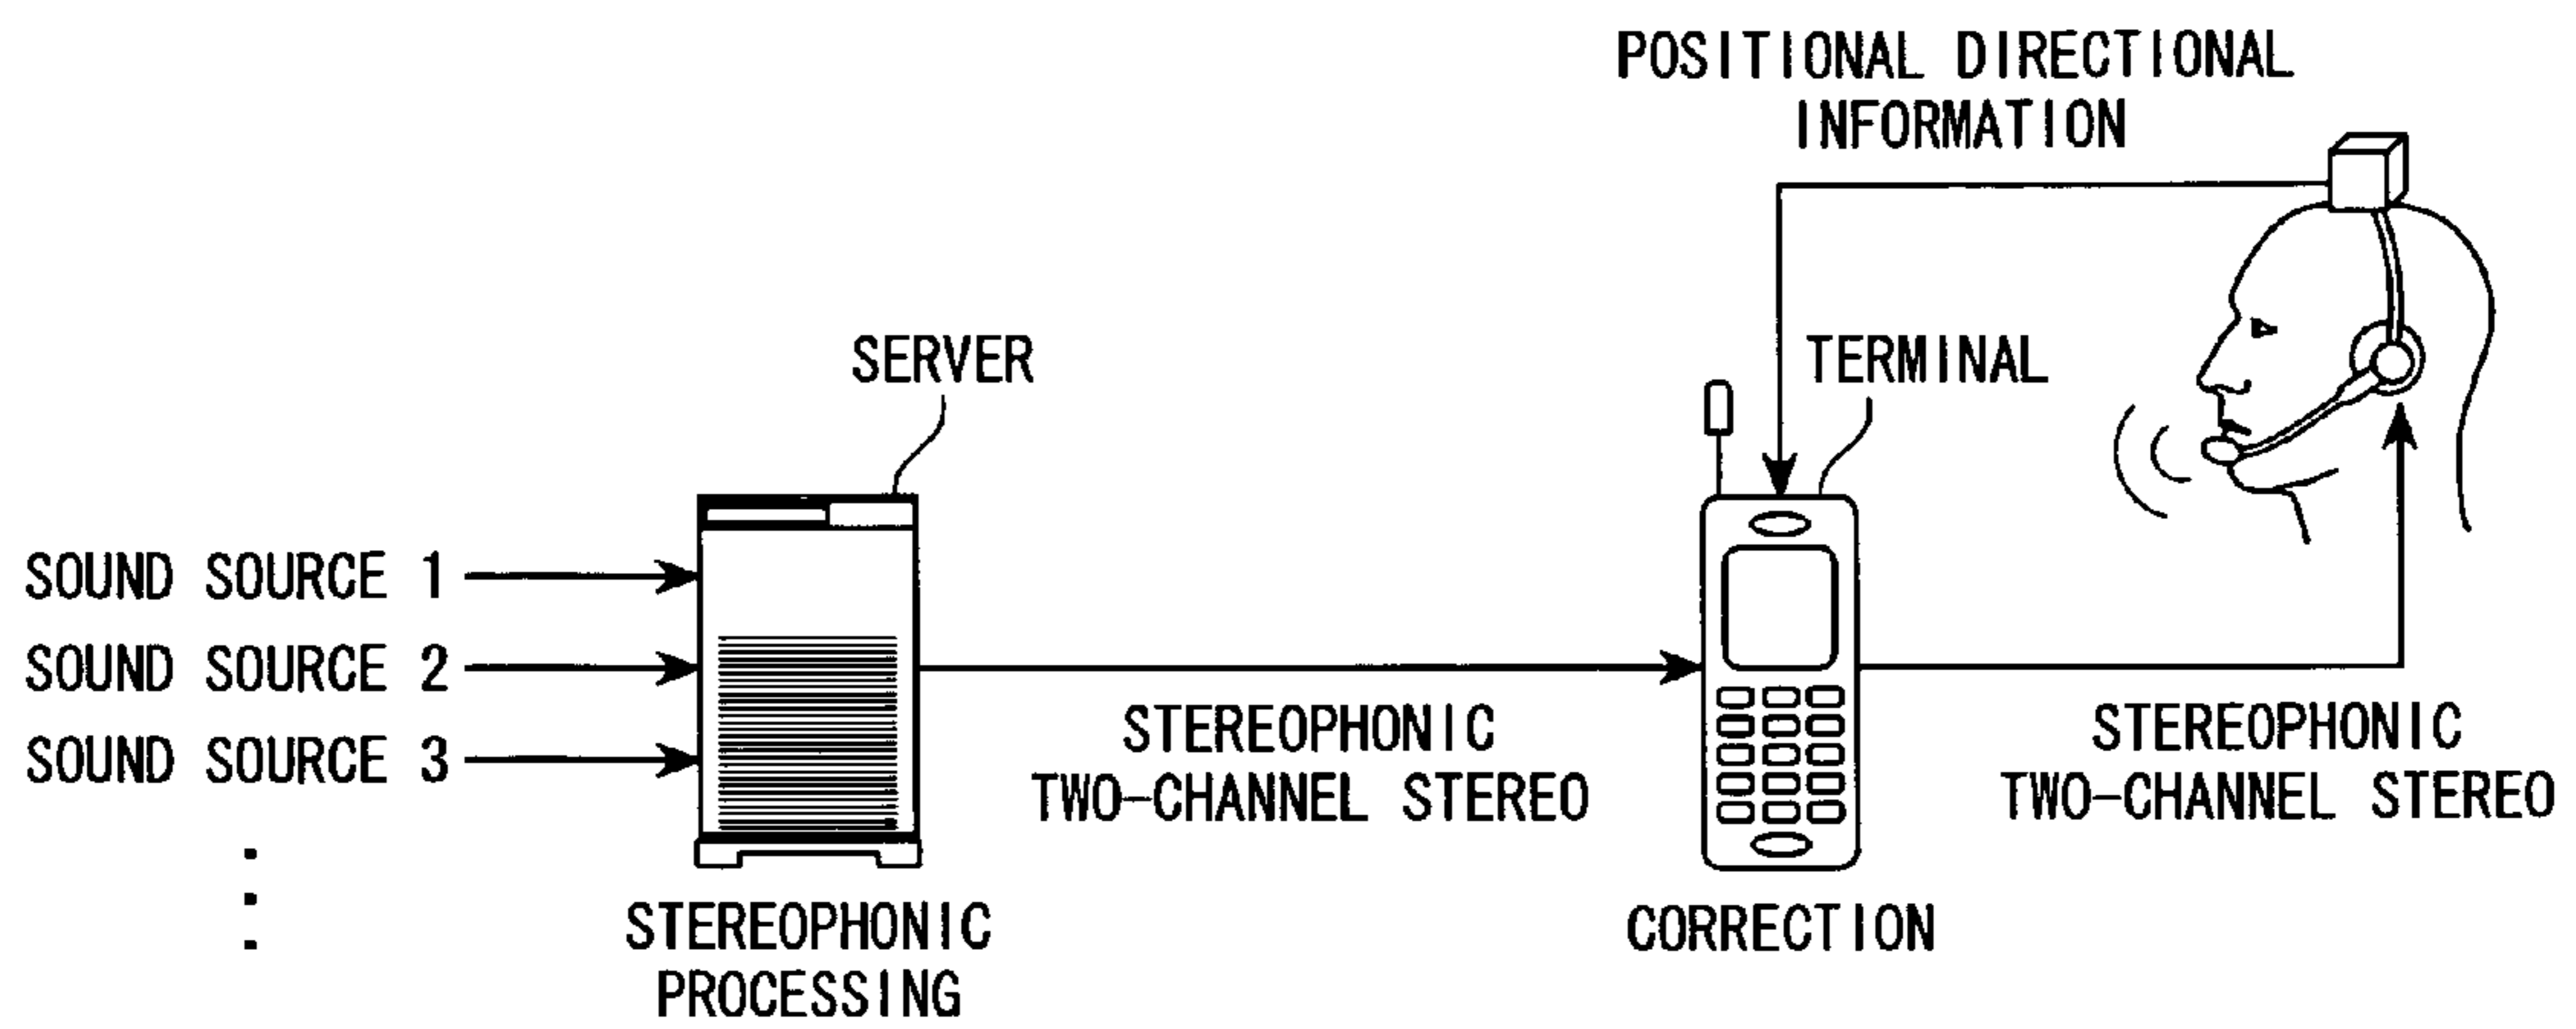 POSITIONAL DIRECTIONAL
INFORMATION
SERVER
TERMINAL
SOUND SOURCE 1
SOUND SOURCE 2
SOUND SOURCE 3
STEREOPHONIC
TWO-CHANNEL STEREO
STEREOPHONIC
TWO-CHANNEL STEREO
STEREOPHONIC
PROCESSING
CORRECTION